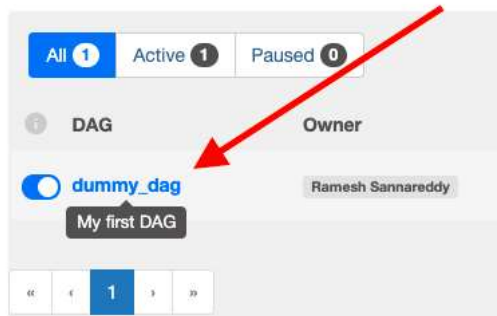 All 1 Active 1 Paused 0
DAG Owner
dummy_dag Ramesh Sannareddy
My first DAG
« ‹ 1 › »